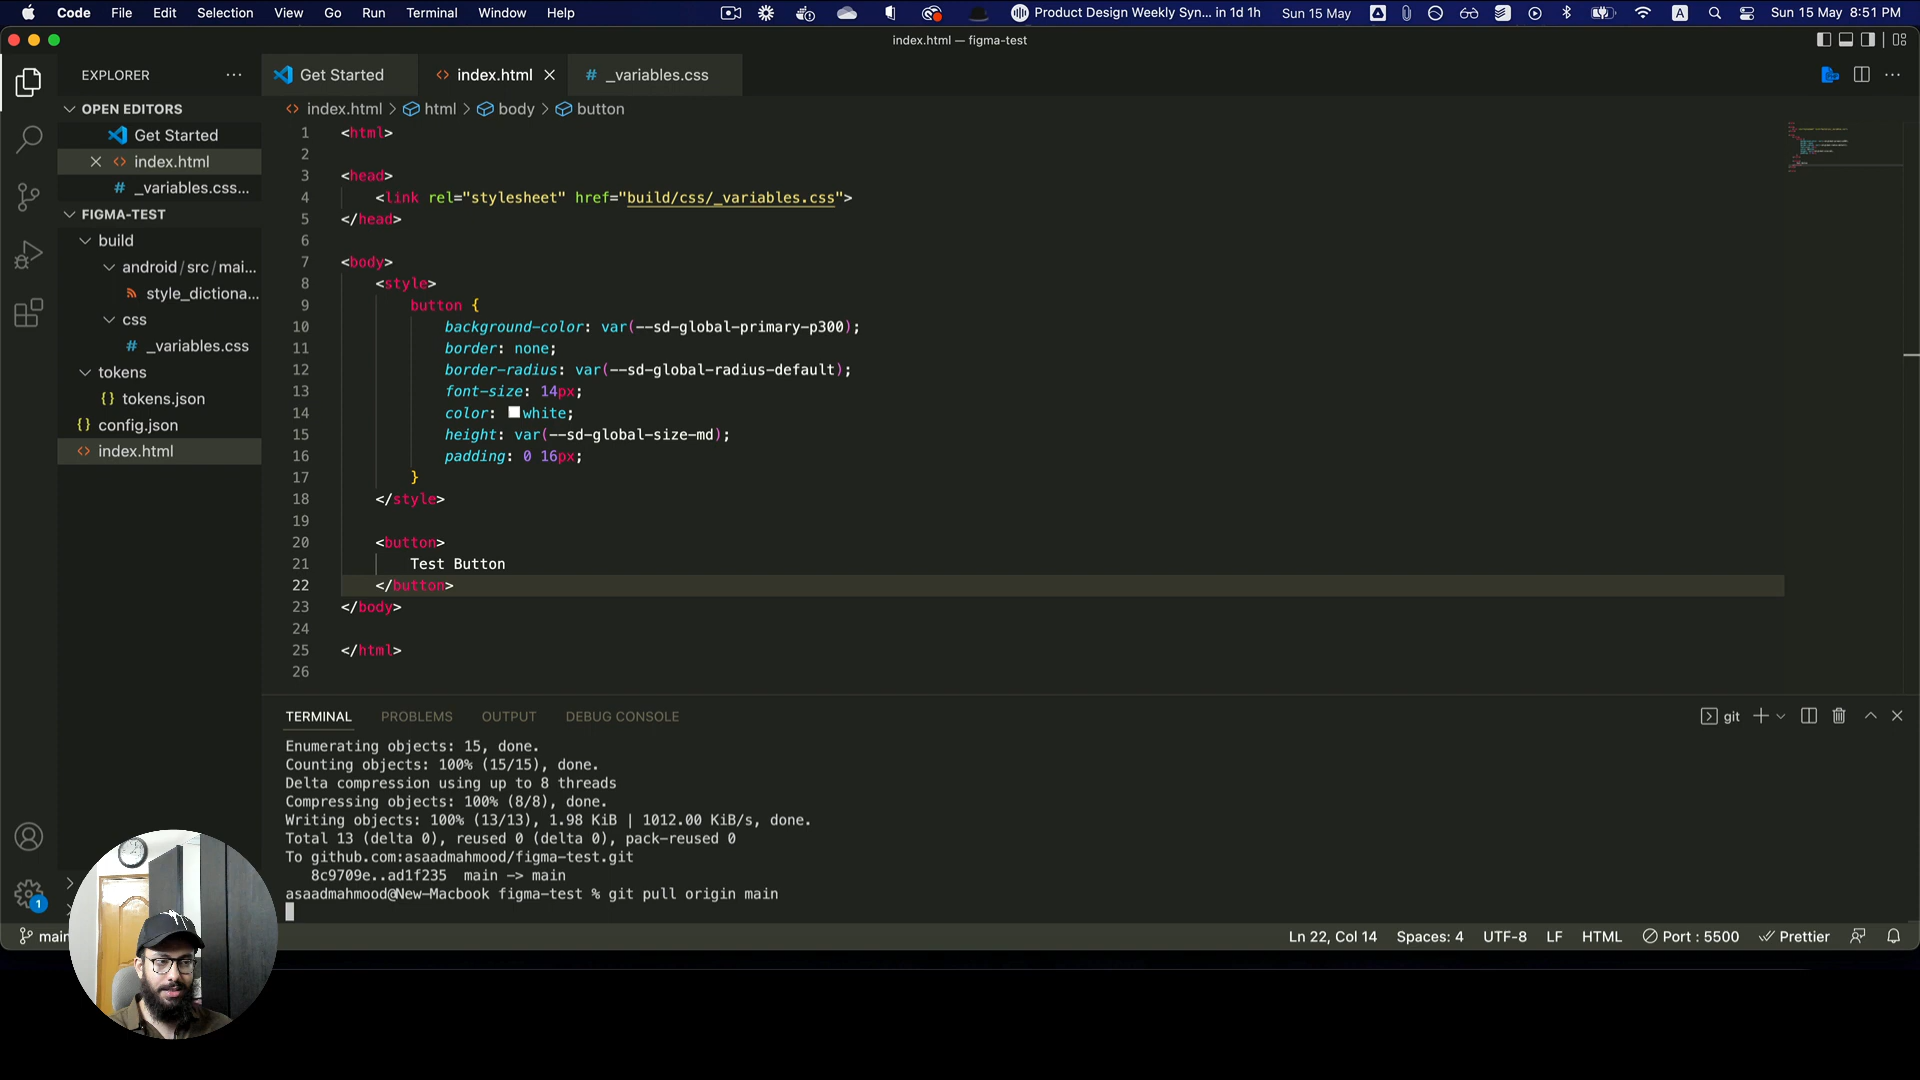 Code File Edit Selection View Go Run Terminal Window Help Product Design Weekly Syn... in 1d 1h Sun 15 May A Sun 15 May 8:51 PM
index.html — figma-test
EXPLORER
Get Started
index.html
# _variables.css
OPEN EDITORS
Get Started
index.html
# _variables.css...
FIGMA-TEST
build
android/src/mai...
style_dictiona...
css
# _variables.css
tokens
{} tokens.json
{} config.json
index.html
index.html > html > body > button
1 <html>
2
3 <head>
4 <link rel="stylesheet" href="build/css/_variables.css">
5 </head>
6
7 <body>
8 <style>
9 button {
10 background-color: var(--sd-global-primary-p300);
11 border: none;
12 border-radius: var(--sd-global-radius-default);
13 font-size: 14px;
14 color: white;
15 height: var(--sd-global-size-md);
16 padding: 0 16px;
17 }
18 </style>
19
20 <button>
21 Test Button
22 </button>
23 </body>
24
25 </html>
26
TERMINAL PROBLEMS OUTPUT DEBUG CONSOLE git
Enumerating objects: 15, done.
Counting objects: 100% (15/15), done.
Delta compression using up to 8 threads
Compressing objects: 100% (8/8), done.
Writing objects: 100% (13/13), 1.98 KiB | 1012.00 KiB/s, done.
Total 13 (delta 0), reused 0 (delta 0), pack-reused 0
To github.com:asaadmahmood/figma-test.git
8c9709e..ad1f235 main -> main
asaadmahmood@New-Macbook figma-test % git pull origin main
1
main
Ln 22, Col 14 Spaces: 4 UTF-8 LF HTML Port : 5500 Prettier